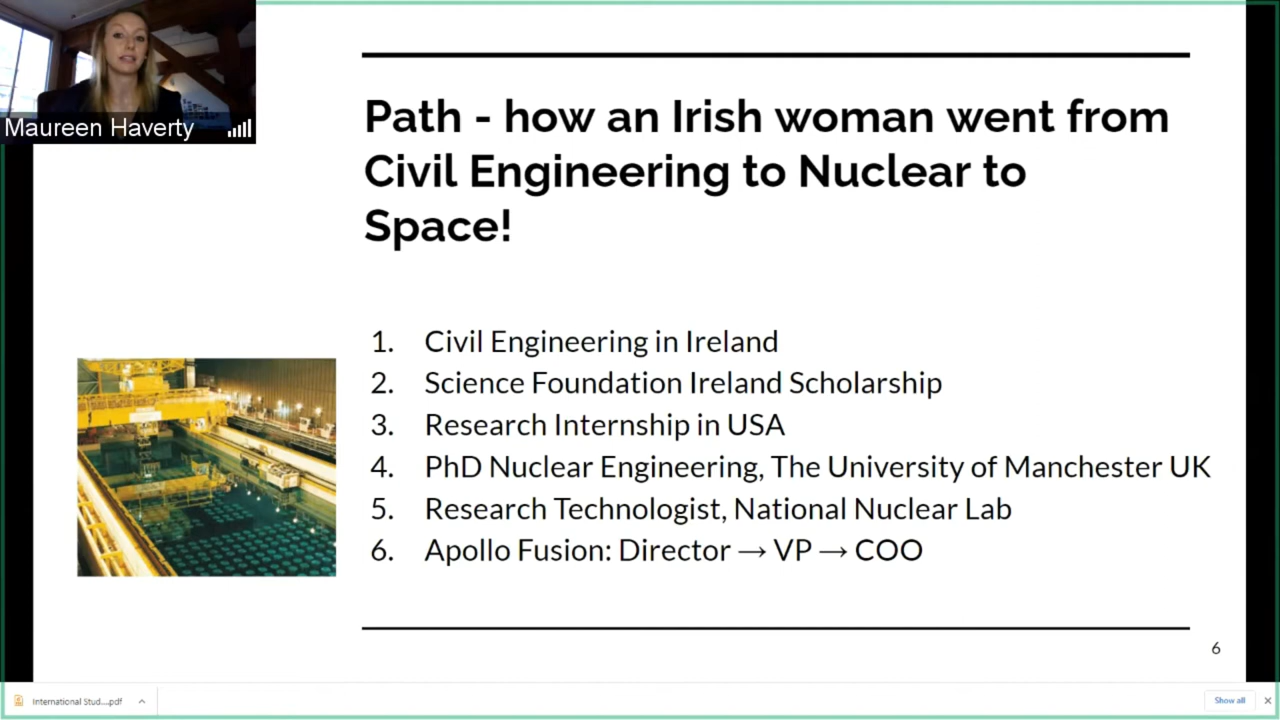 Maureen Haverty
Path - how an Irish woman went from
Civil Engineering to Nuclear to
Space!
1. Civil Engineering in Ireland
2. Science Foundation Ireland Scholarship
3. Research Internship in USA
4. PhD Nuclear Engineering, The University of Manchester UK
5. Research Technologist, National Nuclear Lab
6. Apollo Fusion: Director → VP → COO
6
International Stud....pdf
Show all